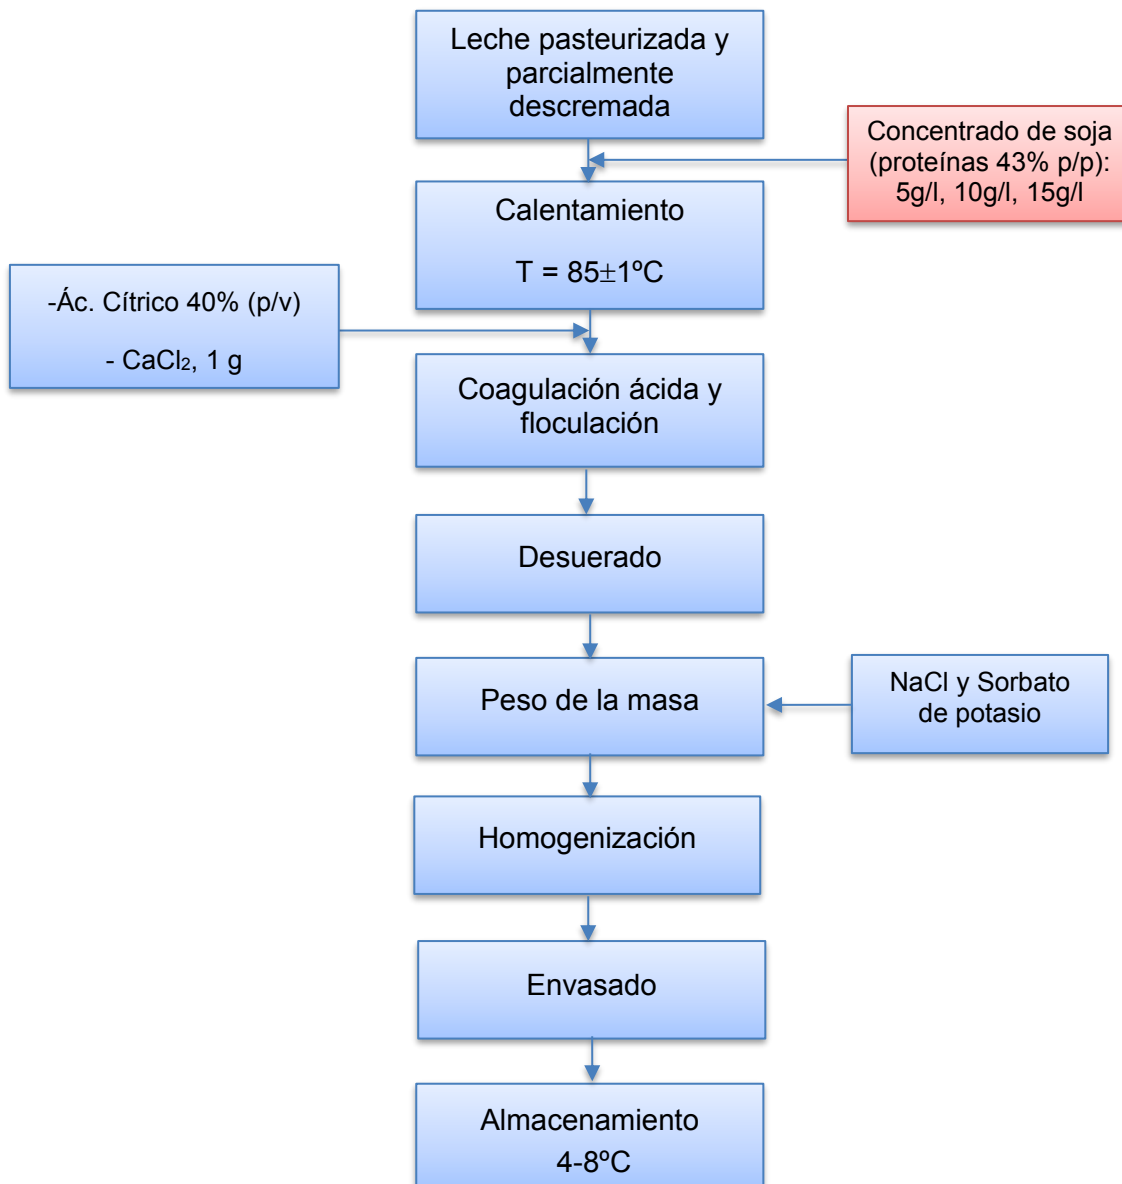 Leche pasteurizada y
parcialmente
descremada
Concentrado de soja
(proteínas 43% p/p):
5g/l, 10g/l, 15g/l
Calentamiento
T = 85±1ºC
-Ác. Cítrico 40% (p/v)
- CaCl₂, 1 g
Coagulación ácida y
floculación
Desuerado
Peso de la masa
NaCl y Sorbato
de potasio
Homogenización
Envasado
Almacenamiento
4-8ºC